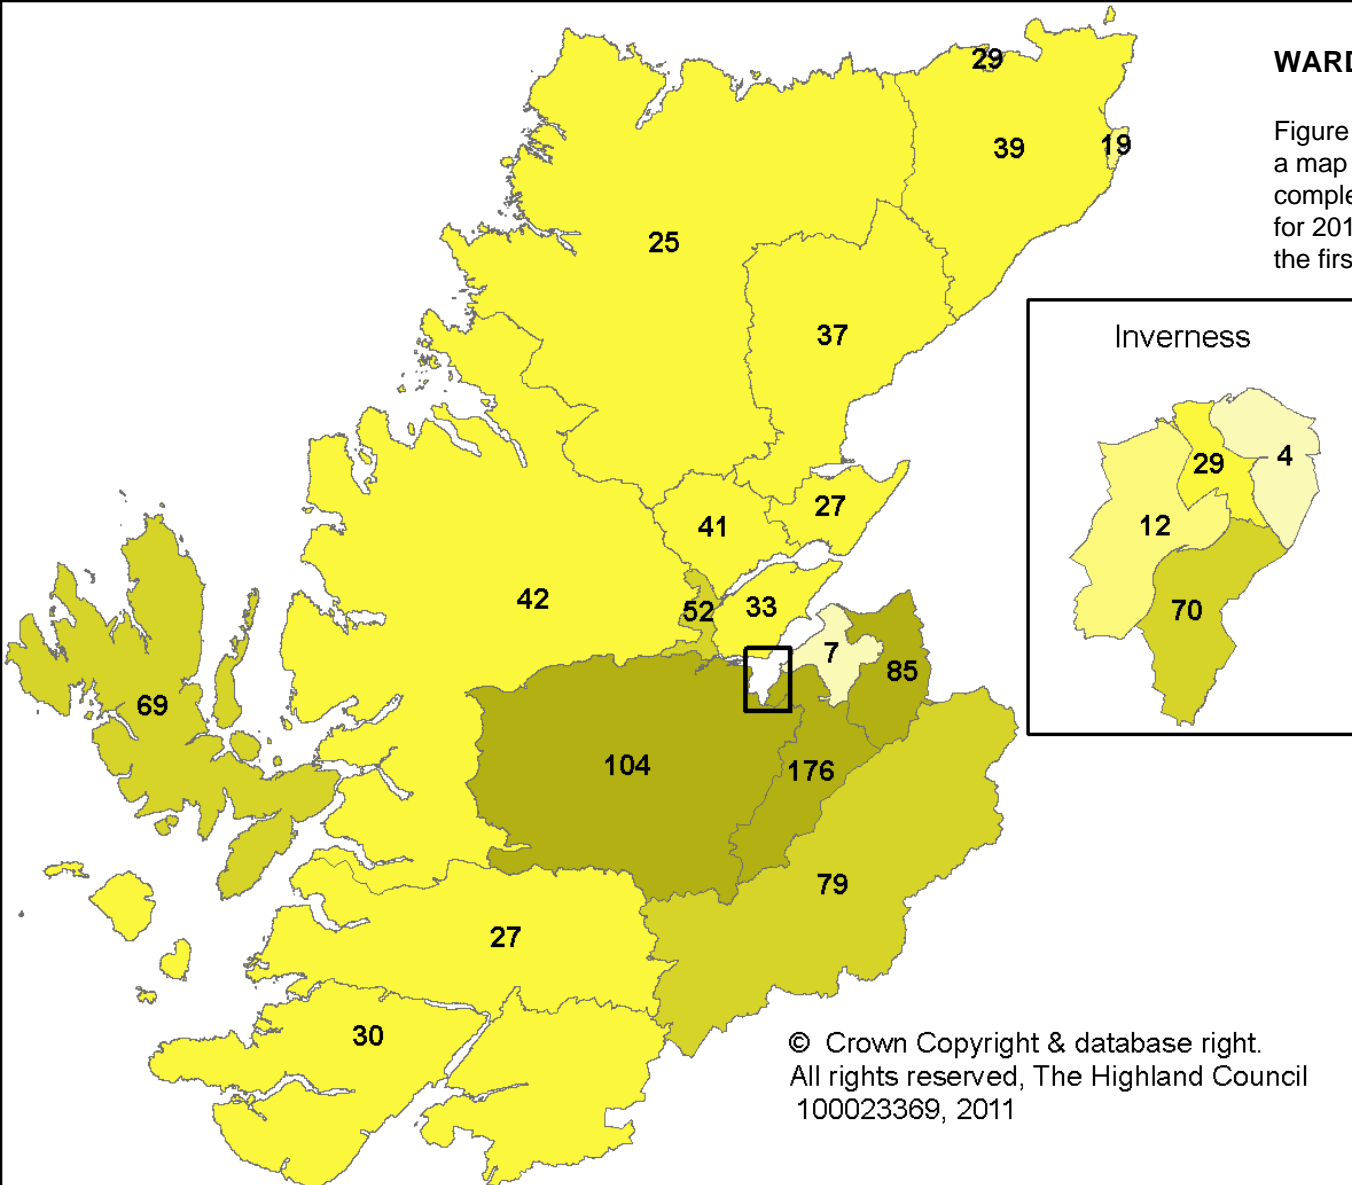 29
WARD
39
19
Figure
a map
comple
for 201
the firs
25
37
Inverness
29
4
12
70
27
41
42
52
33
7
85
69
104
176
79
27
30
© Crown Copyright & database right.
All rights reserved, The Highland Council
100023369, 2011